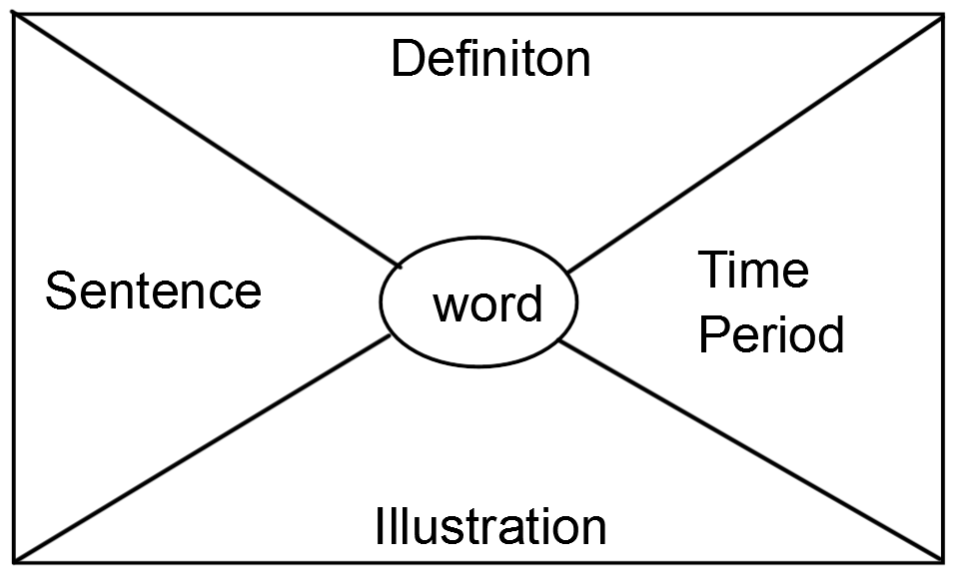 Definiton
Sentence
word
Time
Period
Illustration